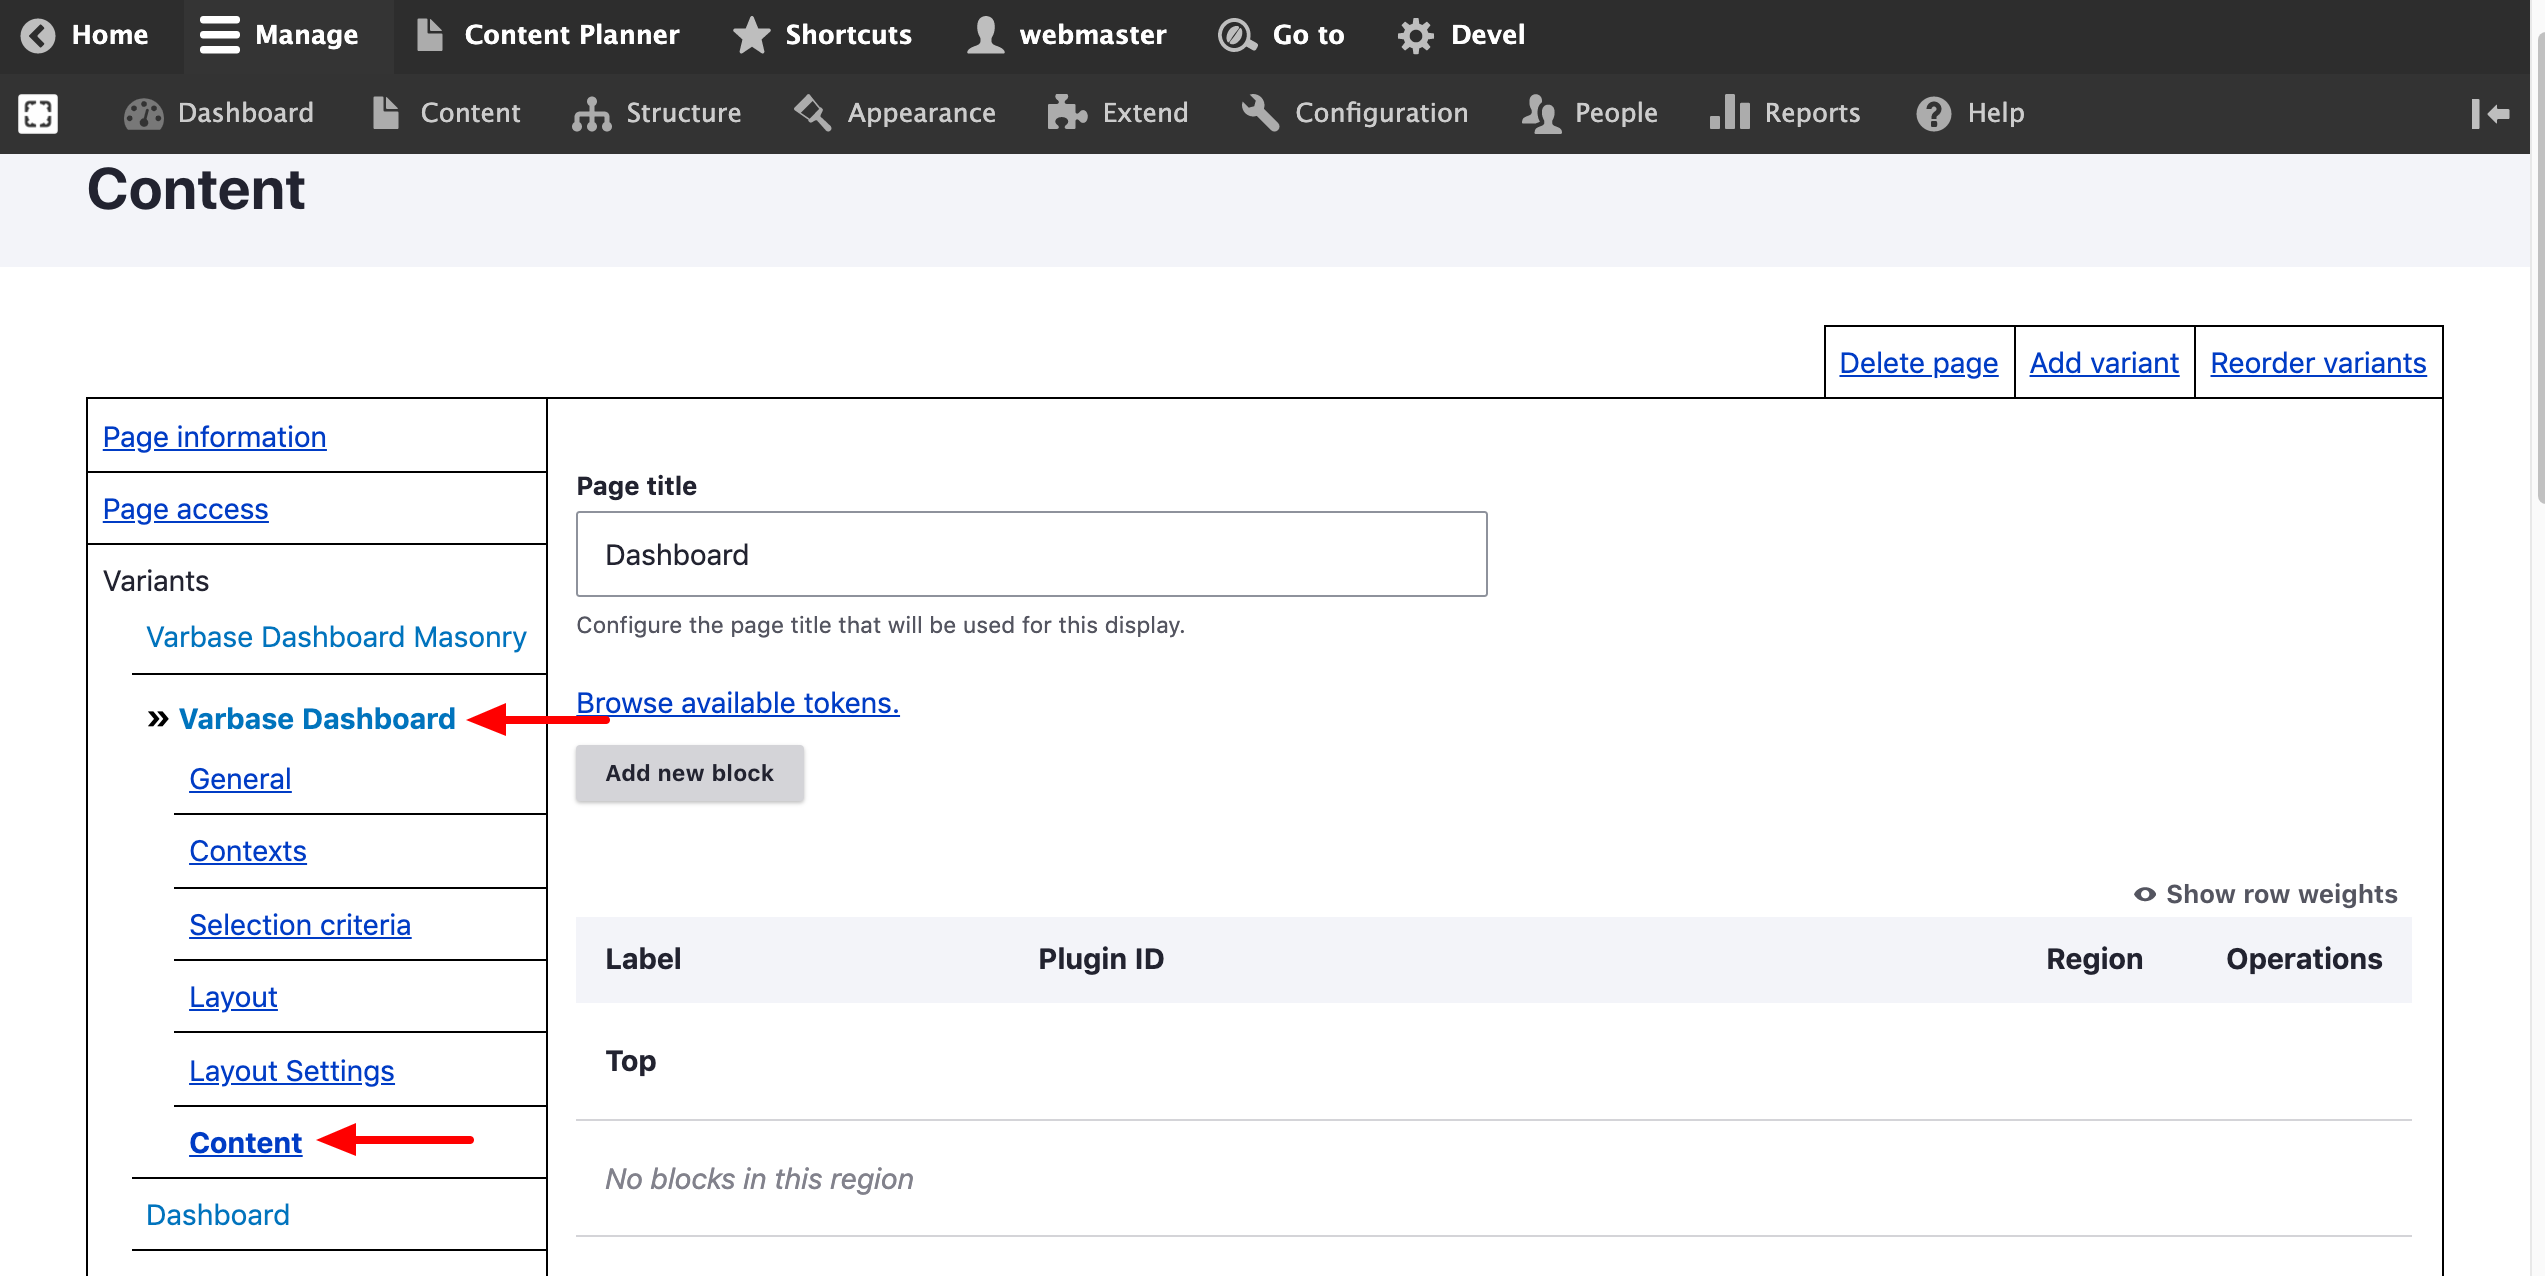 Home Manage Content Planner Shortcuts webmaster Go to Devel
Dashboard Content Structure Appearance Extend Configuration People Reports Help
Content
Delete page Add variant Reorder variants
Page information
Page access
Variants
Varbase Dashboard Masonry
» Varbase Dashboard
General
Contexts
Selection criteria
Layout
Layout Settings
Content
Dashboard
Page title
Dashboard
Configure the page title that will be used for this display.
Browse available tokens.
Add new block
Show row weights
Label Plugin ID Region Operations
Top
No blocks in this region